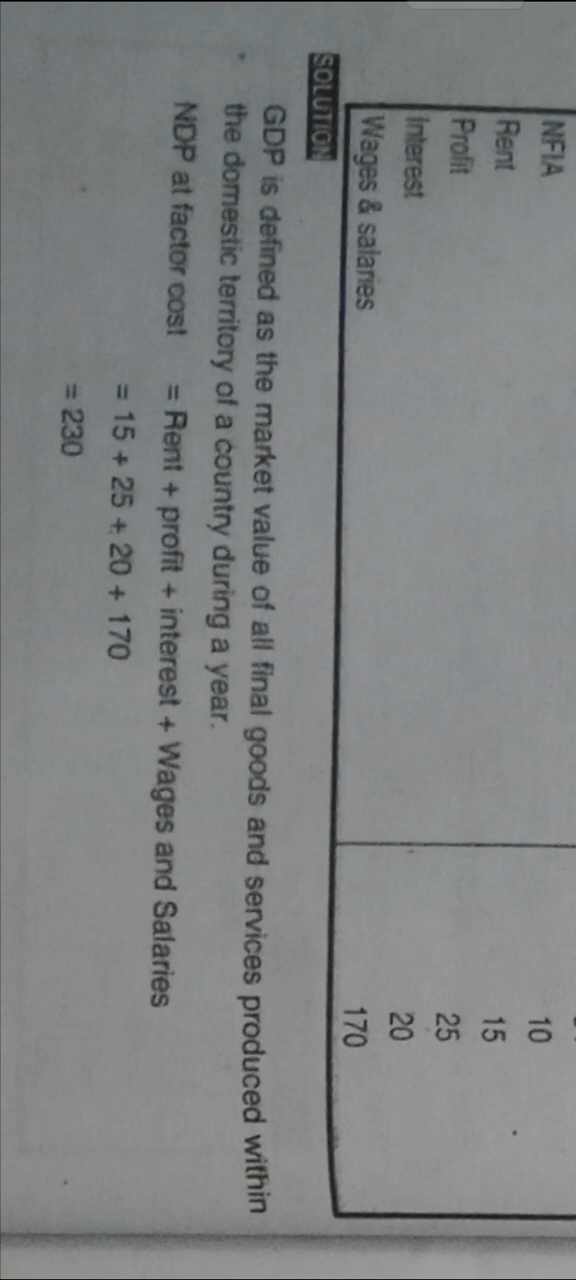 NFIA 10
Rent 15
Profit 25
Interest 20
Wages & salaries 170
SOLUTION
GDP is defined as the market value of all final goods and services produced within
the domestic territory of a country during a year.
NDP at factor cost = Rent + profit + interest + Wages and Salaries
= 15 + 25 + 20 + 170
= 230